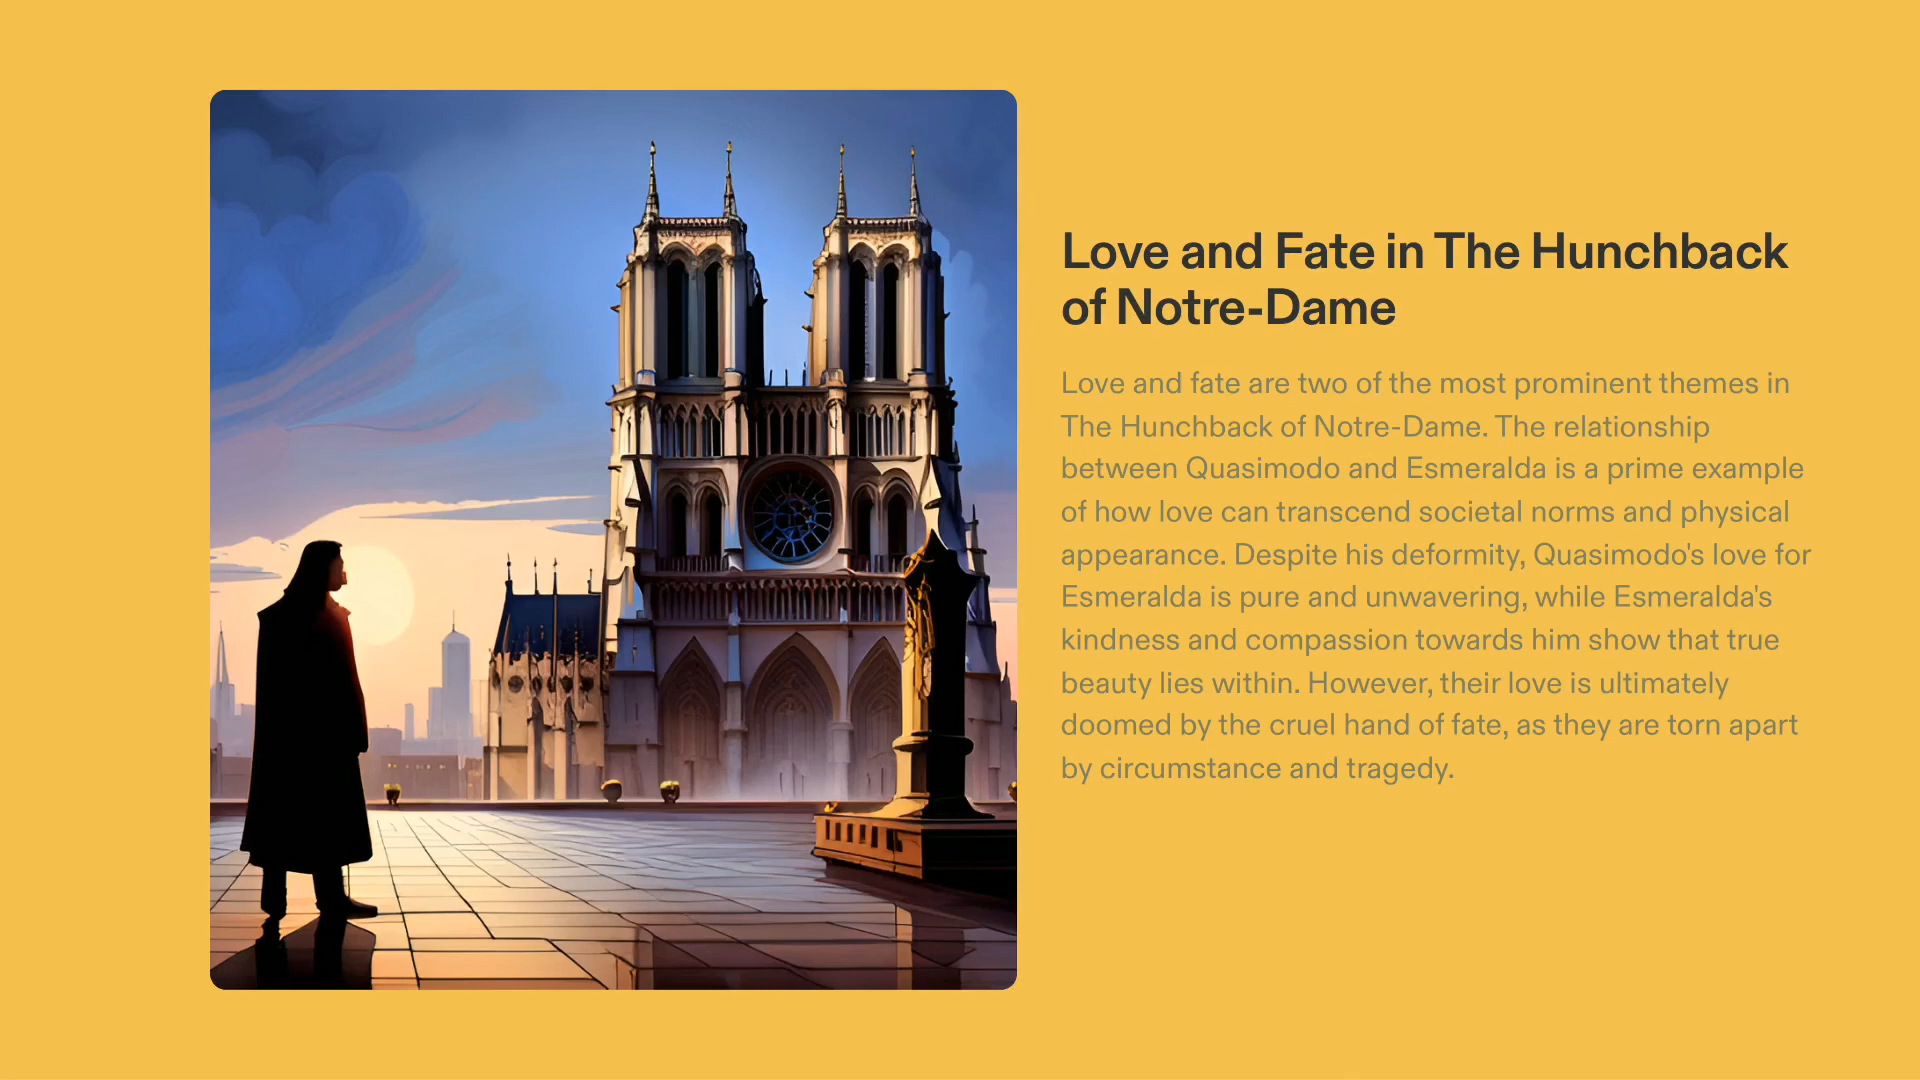 Love and Fate in The Hunchback
of Notre-Dame
Love and fate are two of the most prominent themes in
The Hunchback of Notre-Dame. The relationship
between Quasimodo and Esmeralda is a prime example
of how love can transcend societal norms and physical
appearance. Despite his deformity, Quasimodo's love for
Esmeralda is pure and unwavering, while Esmeralda's
kindness and compassion towards him show that true
beauty lies within. However, their love is ultimately
doomed by the cruel hand of fate, as they are torn apart
by circumstance and tragedy.